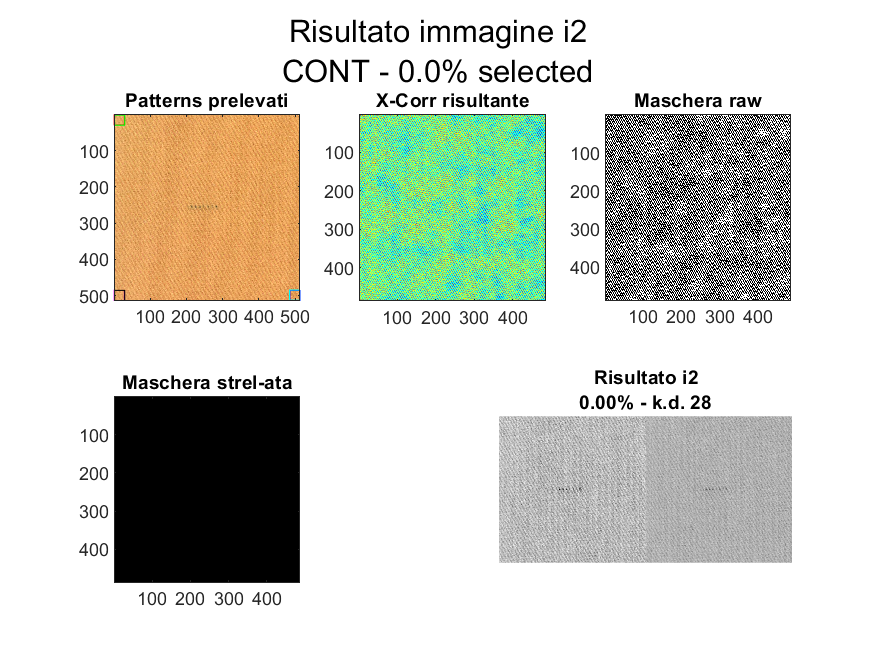 Risultato immagine i2
CONT - 0.0% selected
Patterns prelevati
100
200
300
400
500
100 200 300 400 500
X-Corr risultante
100
200
300
400
100 200 300 400
Maschera raw
100
200
300
400
100 200 300 400
Maschera strel-ata
100
200
300
400
100 200 300 400
Risultato i2
0.00% - k.d. 28